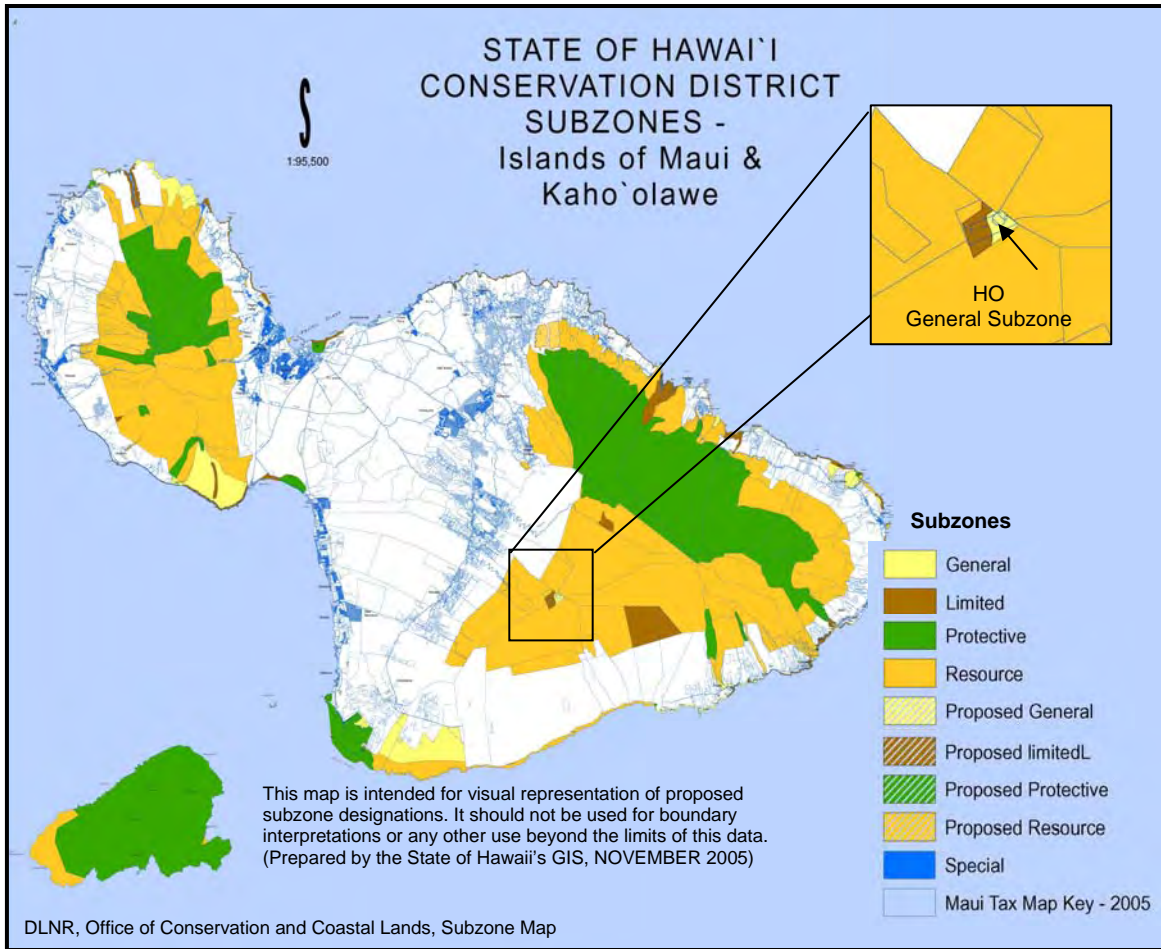 STATE OF HAWAI`I
CONSERVATION DISTRICT
SUBZONES -
Islands of Maui &
Kaho`olawe
1:95,500
HO
General Subzone
Subzones
General
Limited
Protective
Resource
Proposed General
Proposed limitedL
Proposed Protective
Proposed Resource
Special
Maui Tax Map Key - 2005
This map is intended for visual representation of proposed
subzone designations. It should not be used for boundary
interpretations or any other use beyond the limits of this data.
(Prepared by the State of Hawaii's GIS, NOVEMBER 2005)
DLNR, Office of Conservation and Coastal Lands, Subzone Map